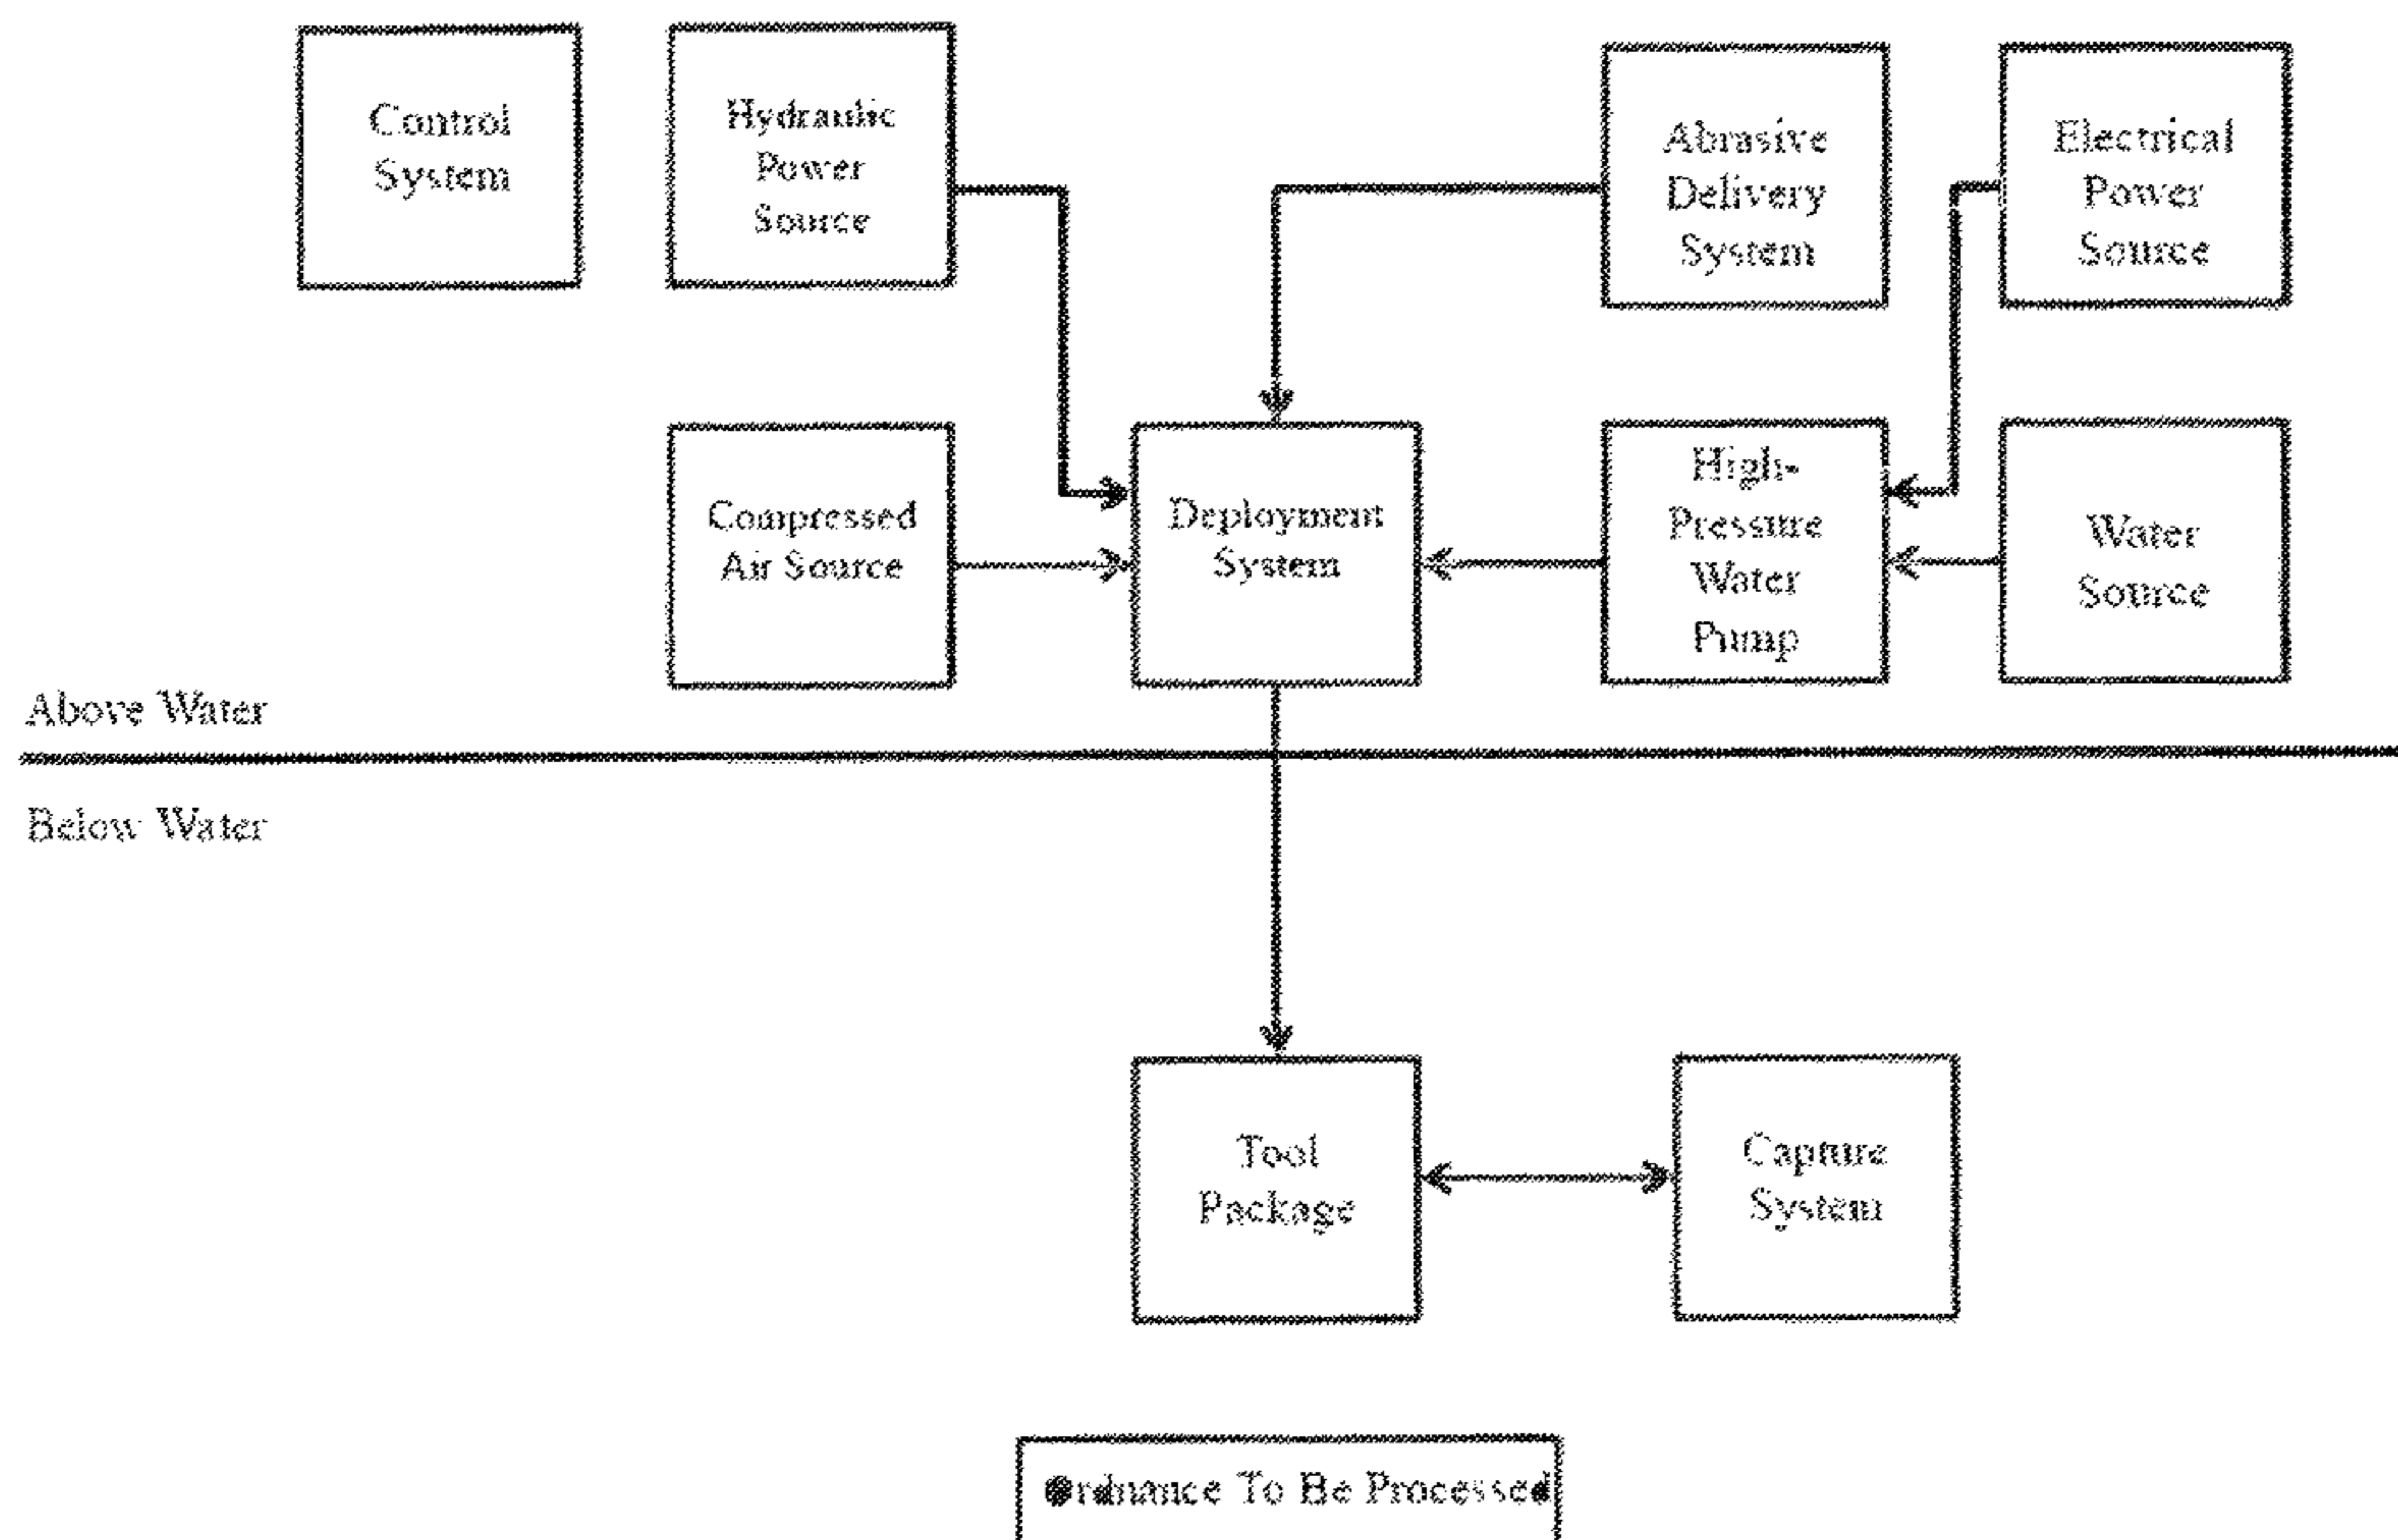 Control
System
Hydraulic
Power
Source
Abrasive
Delivery
System
Electrical
Power
Source
Compressed
Air Source
Deployment
System
High-
Pressure
Water
Pump
Water
Source
Above Water
Below Water
Tool
Package
Capture
System
Ordnance To Be Processed